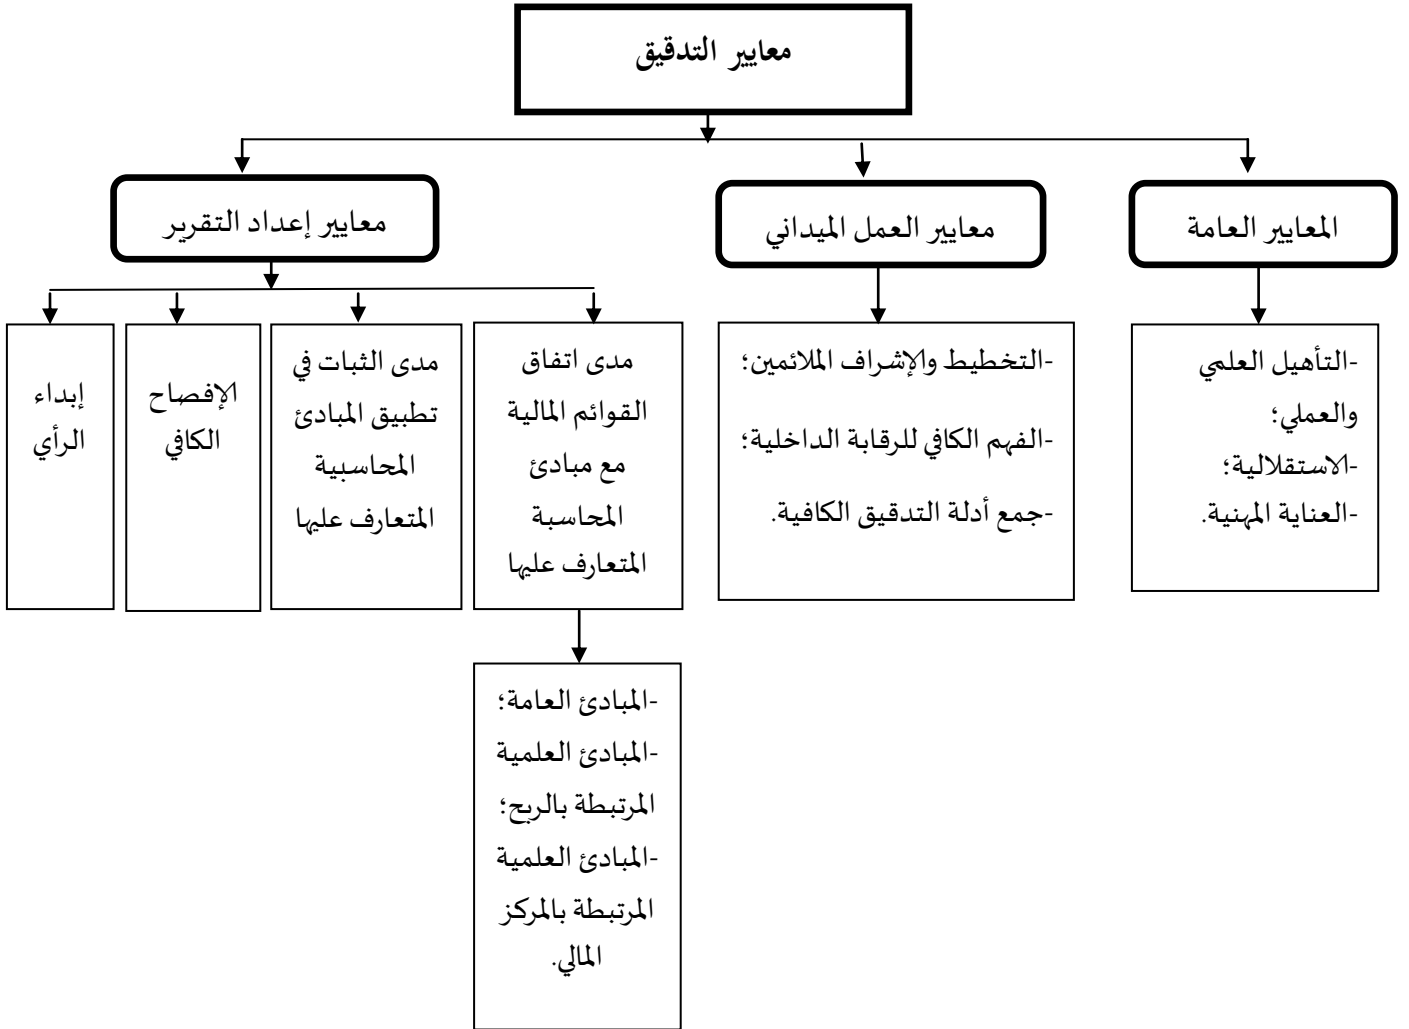 معايير التدقيق
المعايير العامة
معايير العمل الميداني
معايير إعداد التقرير
-التأهيل العلمي
والعملي؛
-الاستقلالية؛
-العناية المهنية.
-التخطيط والإشراف الملائمين؛
-الفهم الكافي للرقابة الداخلية؛
-جمع أدلة التدقيق الكافية.
مدى اتفاق
القوائم المالية
مع مبادئ
المحاسبة
المتعارف عليها
مدى الثبات في
تطبيق المبادئ
المحاسبية
المتعارف عليها
الإفصاح
الكافي
إبداء
الرأي
-المبادئ العامة؛
-المبادئ العلمية
المرتبطة بالربح؛
-المبادئ العلمية
المرتبطة بالمركز
المالي.